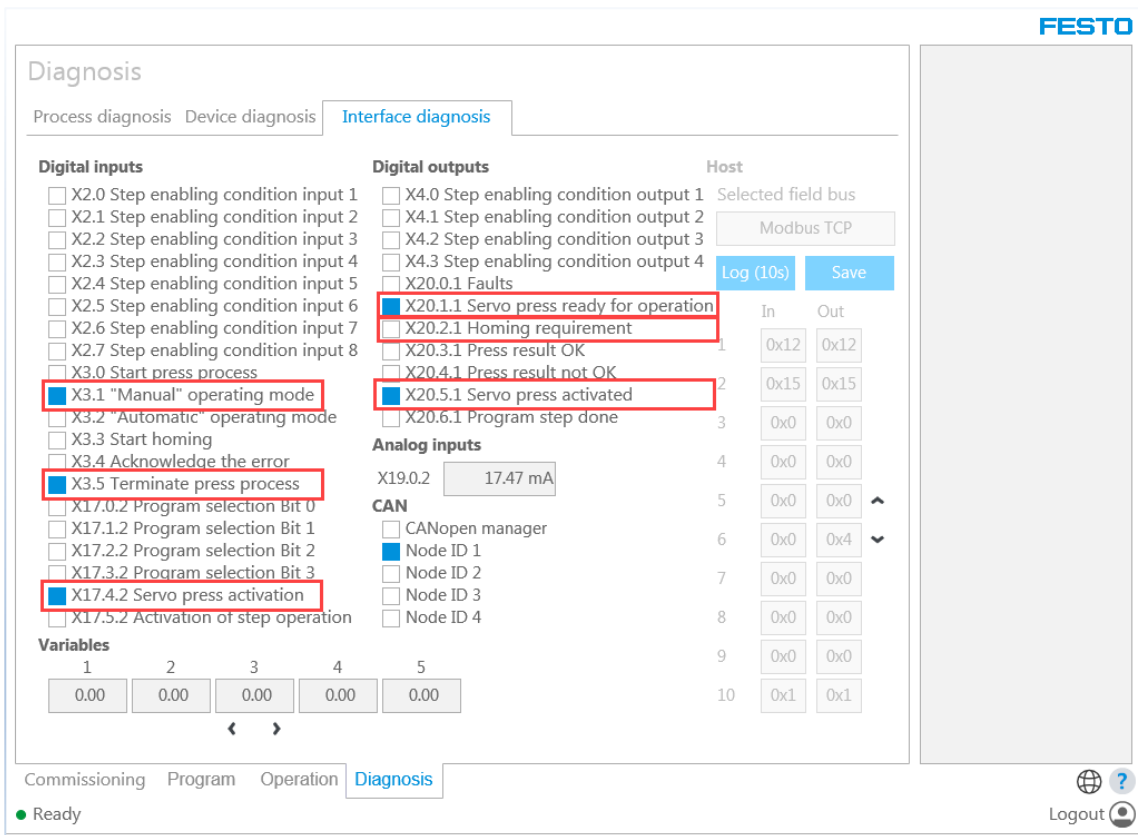 FESTO
Diagnosis
Process diagnosis Device diagnosis Interface diagnosis
Digital inputs
X2.0 Step enabling condition input 1
X2.1 Step enabling condition input 2
X2.2 Step enabling condition input 3
X2.3 Step enabling condition input 4
X2.4 Step enabling condition input 5
X2.5 Step enabling condition input 6
X2.6 Step enabling condition input 7
X2.7 Step enabling condition input 8
X3.0 Start press process
X3.1 "Manual" operating mode
X3.2 "Automatic" operating mode
X3.3 Start homing
X3.4 Acknowledge the error
X3.5 Terminate press process
X17.0.2 Program selection Bit 0
X17.1.2 Program selection Bit 1
X17.2.2 Program selection Bit 2
X17.3.2 Program selection Bit 3
X17.4.2 Servo press activation
X17.5.2 Activation of step operation
Digital outputs
X4.0 Step enabling condition output 1
X4.1 Step enabling condition output 2
X4.2 Step enabling condition output 3
X4.3 Step enabling condition output 4
X20.0.1 Faults
X20.1.1 Servo press ready for operation
X20.2.1 Homing requirement
X20.3.1 Press result OK
X20.4.1 Press result not OK
X20.5.1 Servo press activated
X20.6.1 Program step done
Analog inputs
X19.0.2 17.47 mA
CAN
CANopen manager
Node ID 1
Node ID 2
Node ID 3
Node ID 4
Host
Selected field bus
Modbus TCP
Log (10s) Save
In Out
1 0x12 0x12
2 0x15 0x15
3 0x0 0x0
4 0x0 0x0
5 0x0 0x0
6 0x0 0x4
7 0x0 0x0
8 0x0 0x0
9 0x0 0x0
10 0x1 0x1
Variables
1 2 3 4 5
0.00 0.00 0.00 0.00 0.00
Commissioning Program Operation Diagnosis
?
Ready
Logout